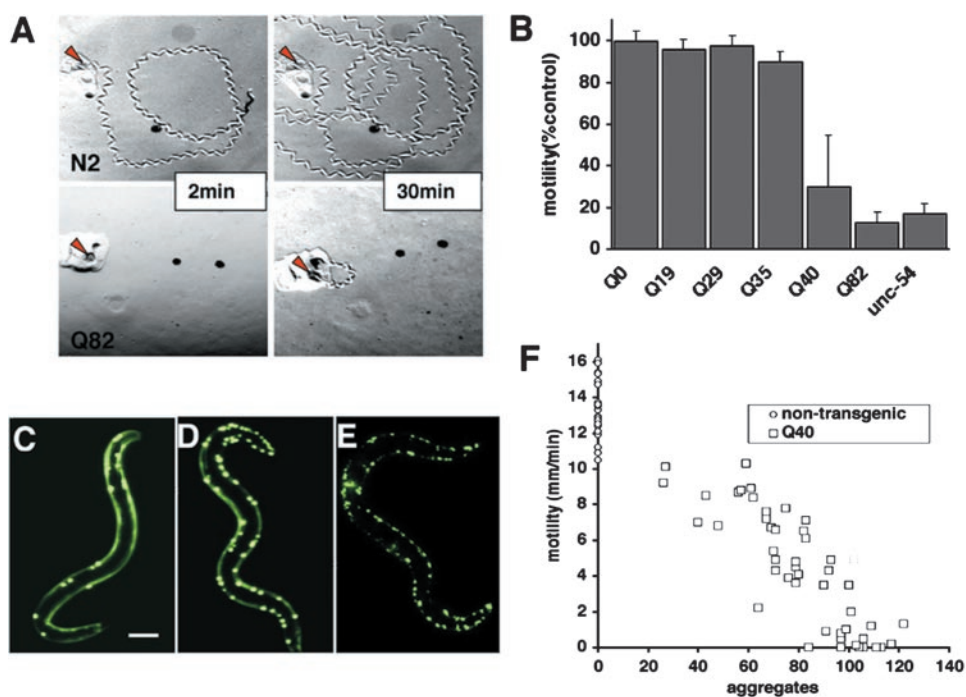 A
N2
2min
30min
Q82
B
motility(%control)
100
80
60
40
20
0
Q0
Q19
Q29
Q35
Q40
Q82
unc-54
C
D
E
F
motility (mm/min)
16
14
12
10
8
6
4
2
0
non-transgenic
Q40
0
20
40
60
80
100
120
140
aggregates